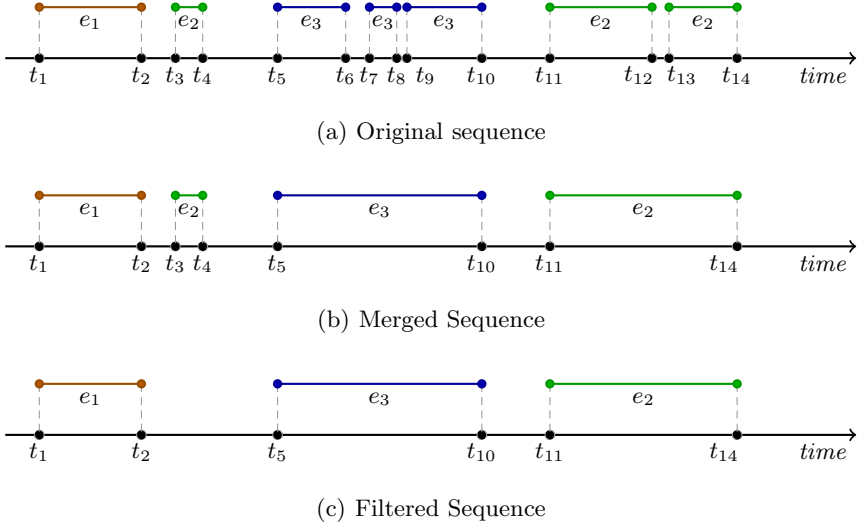 e₁ e₂ e₃ e₃ e₃ e₂ e₂
t₁ t₂ t₃ t₄ t₅ t₆ t₇ t₈ t₉ t₁₀ t₁₁ t₁₂ t₁₃ t₁₄ time
(a) Original sequence
e₁ e₂ e₃ e₂
t₁ t₂ t₃ t₄ t₅ t₁₀ t₁₁ t₁₄ time
(b) Merged Sequence
e₁ e₃ e₂
t₁ t₂ t₅ t₁₀ t₁₁ t₁₄ time
(c) Filtered Sequence